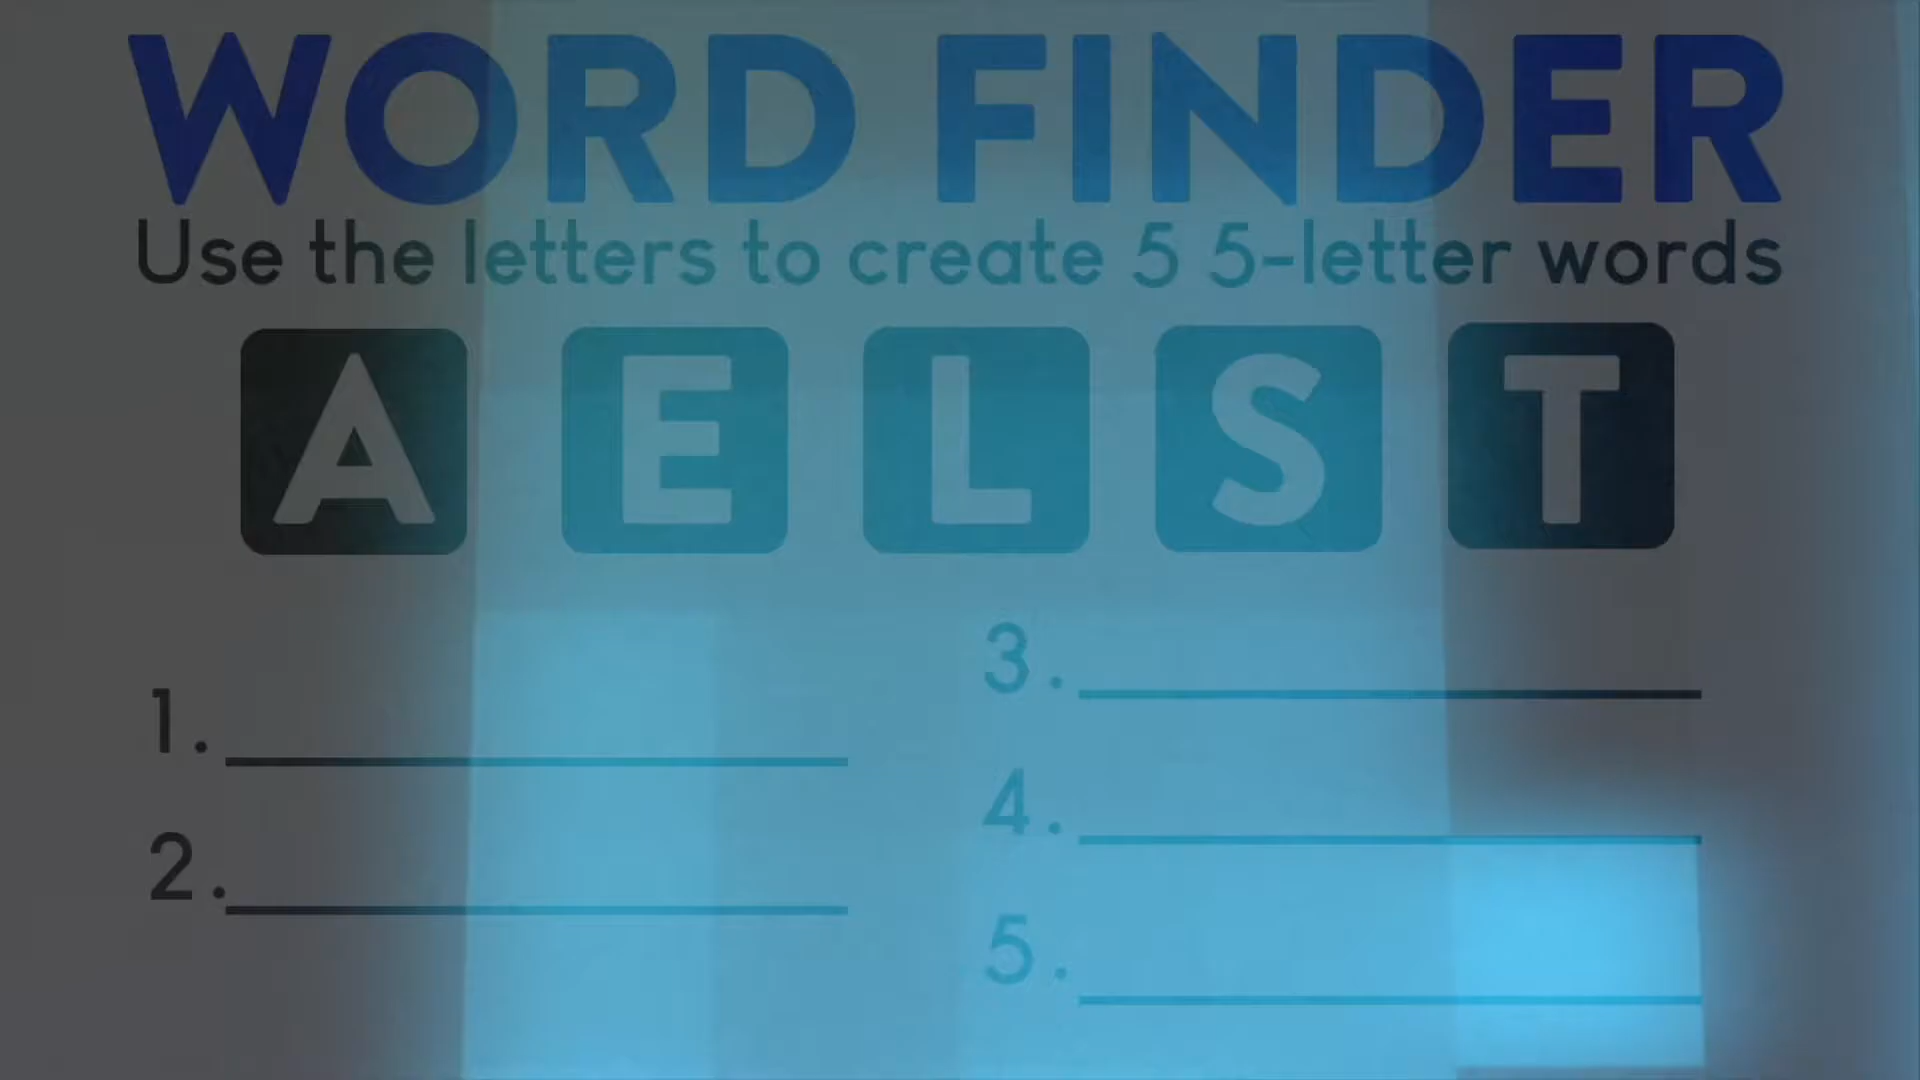 WORD FINDER
Use the letters to create 5 5-letter words
A E L S T
1.
2.
3.
4.
5.